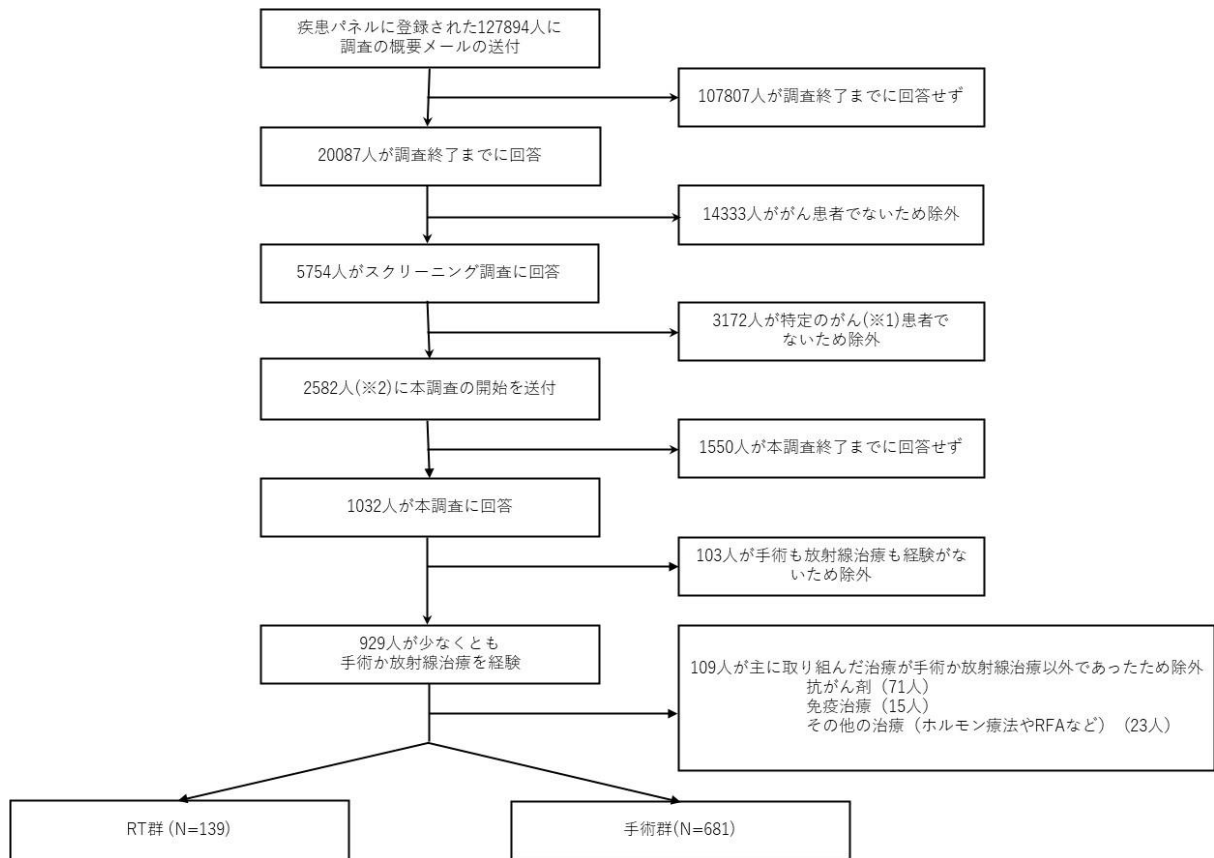 疾患パネルに登録された127894人に
調査の概要メールの送付
107807人が調査終了までに回答せず
20087人が調査終了までに回答
14333人ががん患者でないため除外
5754人がスクリーニング調査に回答
3172人が特定のがん(※1)患者で
ないため除外
2582人(※2)に本調査の開始を送付
1550人が本調査終了までに回答せず
1032人が本調査に回答
103人が手術も放射線治療も経験がな
いため除外
929人が少なくとも
手術か放射線治療を経験
109人が主に取り組んだ治療が手術か放射線治療以外であったため除外
抗がん剤（71人）
免疫治療（15人）
その他の治療（ホルモン療法やRFAなど）（23人）
RT群 (N=139)
手術群(N=681)